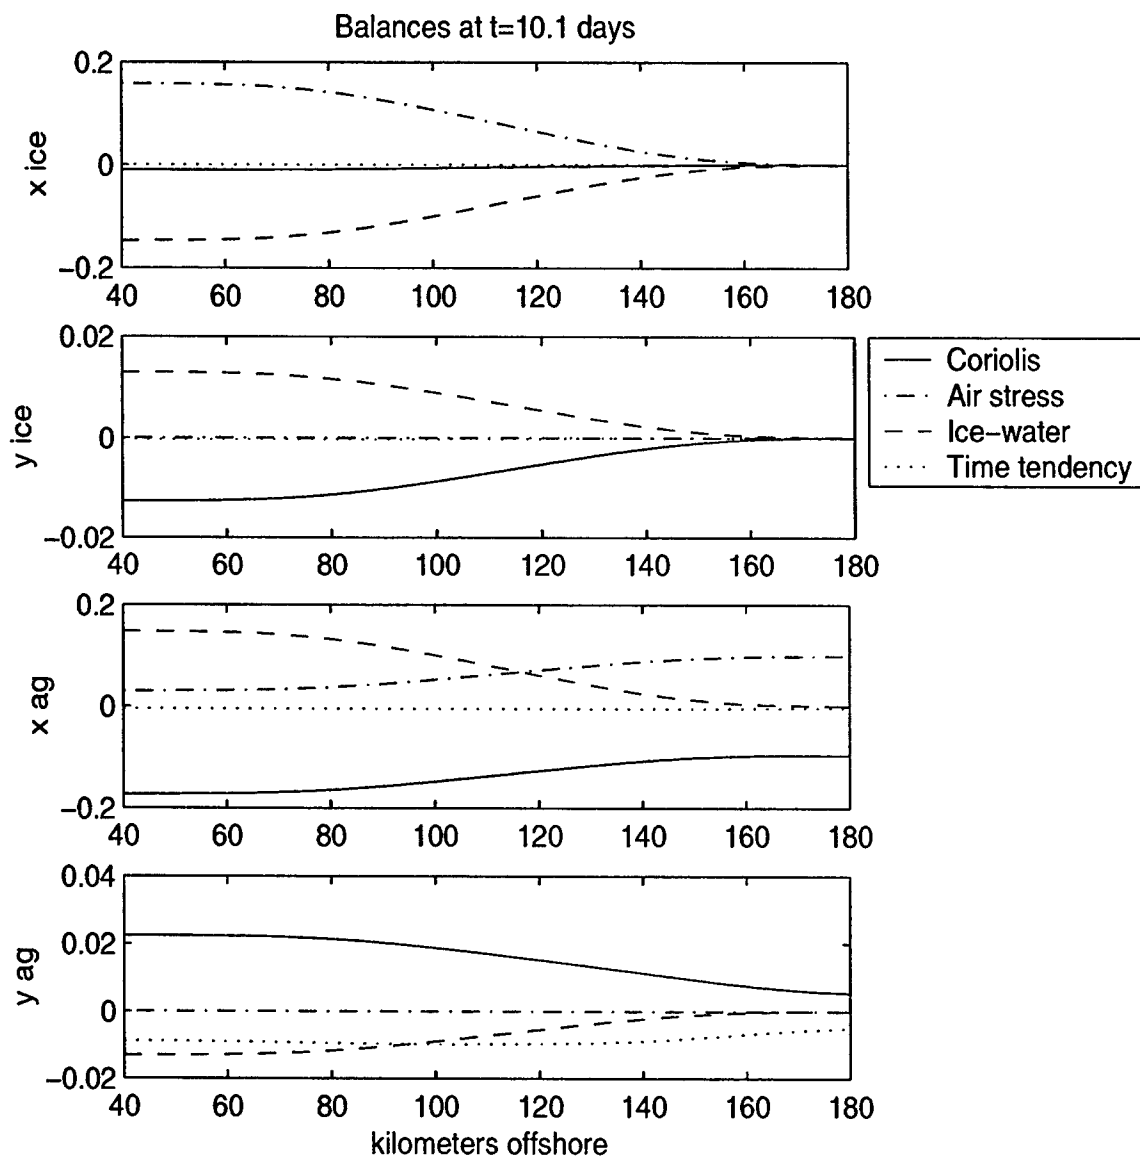 Balances at t=10.1 days
0.2
0
−0.2
x ice
40 60 80 100 120 140 160 180
0.02
0
−0.02
y ice
40 60 80 100 120 140 160 180
Coriolis
Air stress
Ice−water
Time tendency
0.2
0
−0.2
x ag
40 60 80 100 120 140 160 180
0.04
0.02
0
−0.02
y ag
40 60 80 100 120 140 160 180
kilometers offshore